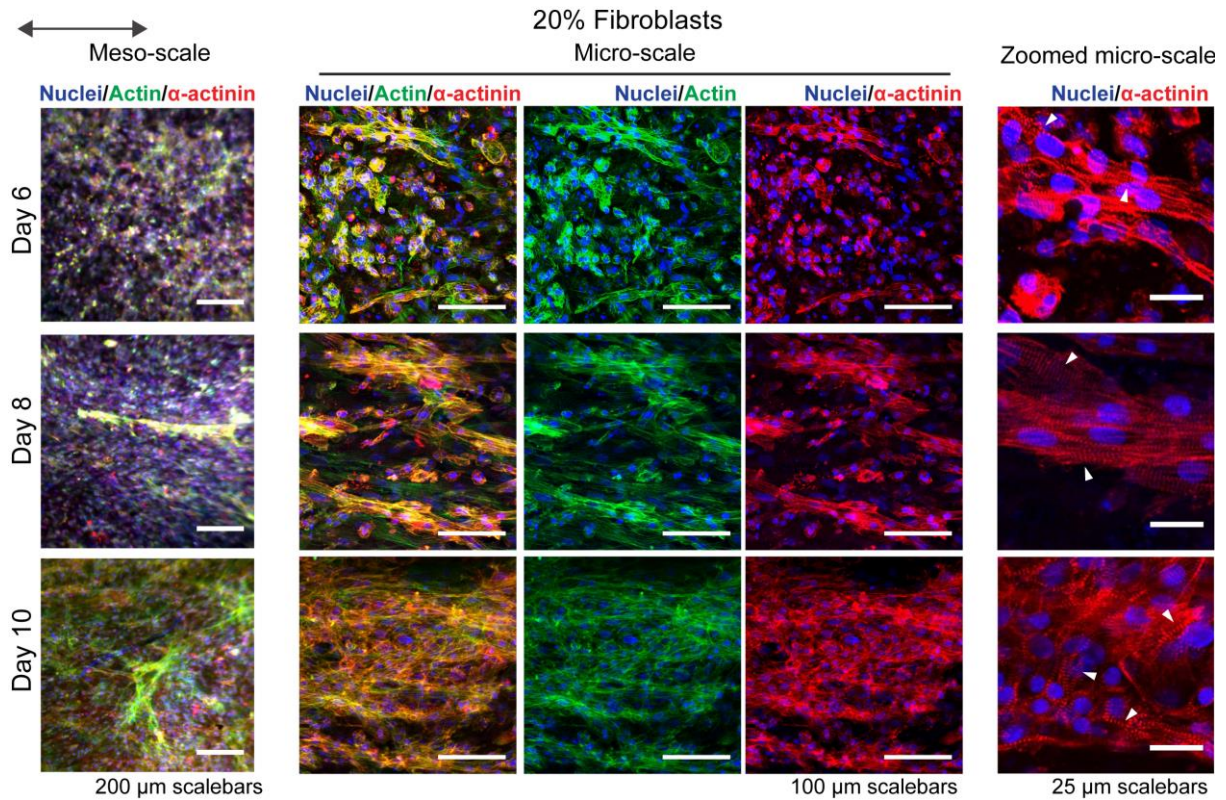 20% Fibroblasts
Meso-scale
Micro-scale
Zoomed micro-scale
Nuclei/Actin/α-actinin
Nuclei/Actin/α-actinin
Nuclei/Actin
Nuclei/α-actinin
Nuclei/α-actinin
Day 6
Day 8
Day 10
200 µm scalebars
100 µm scalebars
25 µm scalebars